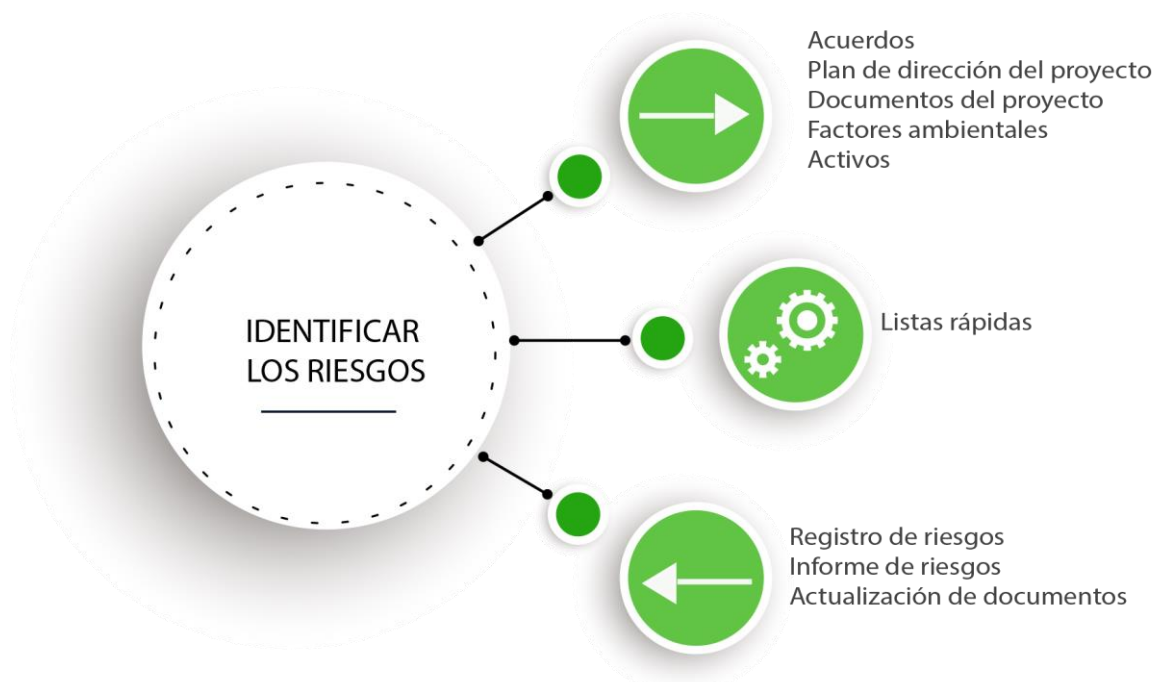 Acuerdos
Plan de dirección del proyecto
Documentos del proyecto
Factores ambientales
Activos
IDENTIFICAR
LOS RIESGOS
Listas rápidas
Registro de riesgos
Informe de riesgos
Actualización de documentos